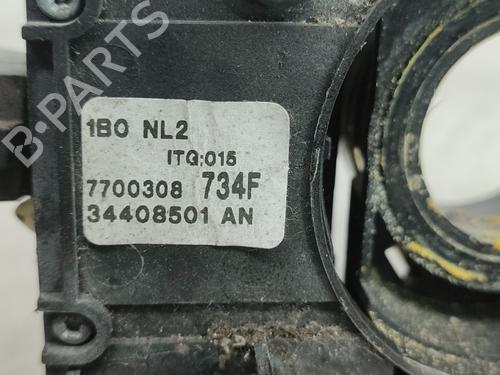 B-PARTS
1B0 NL2
ITG:015
7700308 734F
34408501 AN